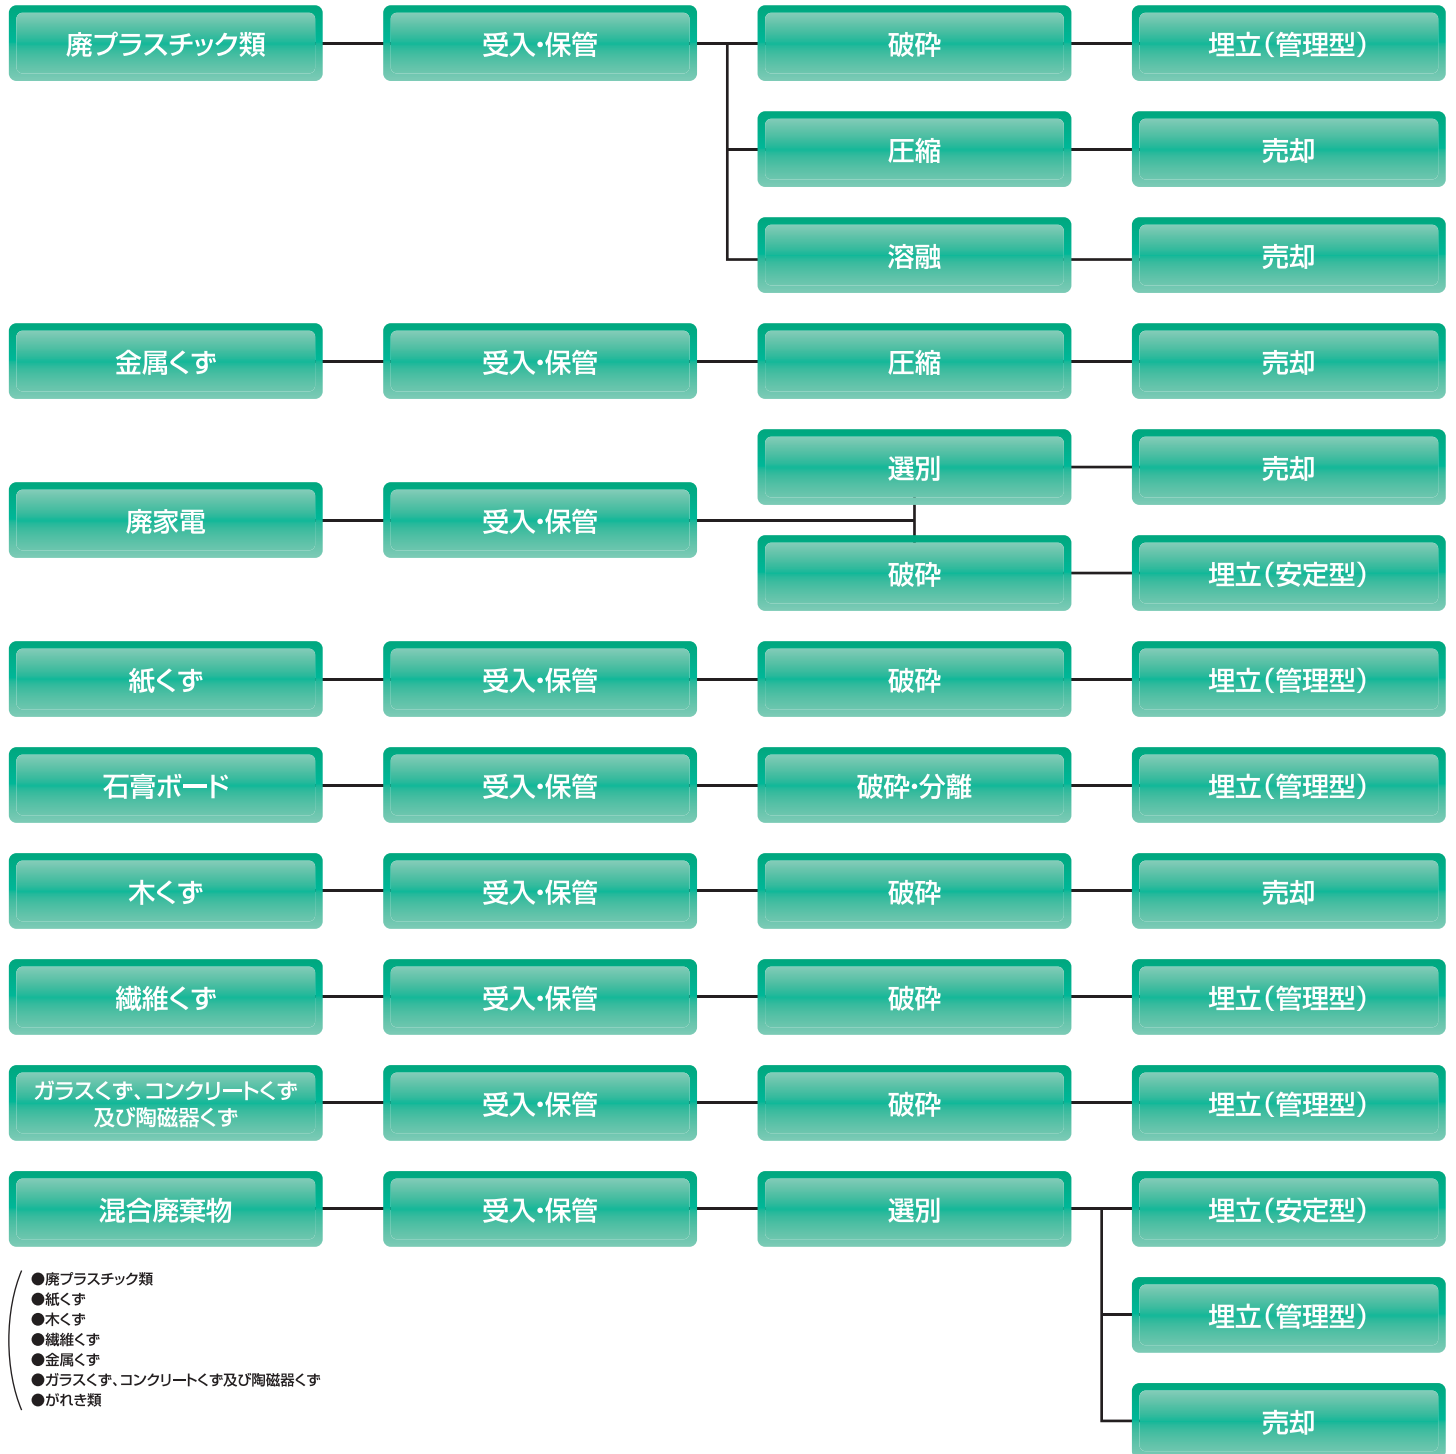 廃プラスチック類
受入・保管
破砕
埋立（管理型）
圧縮
売却
溶融
売却
金属くず
受入・保管
圧縮
売却
廃家電
受入・保管
選別
売却
破砕
埋立（安定型）
紙くず
受入・保管
破砕
埋立（管理型）
石膏ボード
受入・保管
破砕・分離
埋立（管理型）
木くず
受入・保管
破砕
売却
繊維くず
受入・保管
破砕
埋立（管理型）
ガラスくず、コンクリートくず
及び陶磁器くず
受入・保管
破砕
埋立（管理型）
混合廃棄物
受入・保管
選別
埋立（安定型）
埋立（管理型）
売却
●廃プラスチック類
●紙くず
●木くず
●繊維くず
●金属くず
●ガラスくず、コンクリートくず及び陶磁器くず
●がれき類